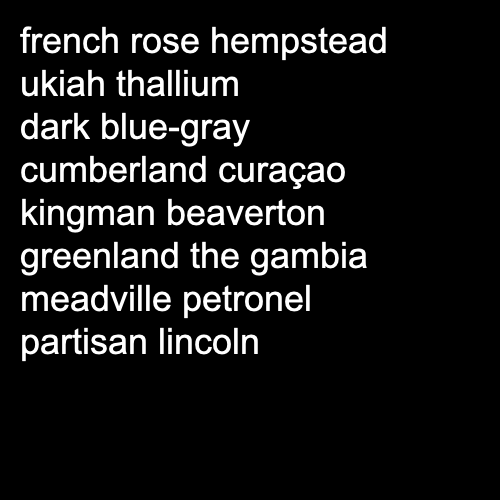 french rose hempstead
ukiah thallium
dark blue-gray
cumberland curaçao
kingman beaverton
greenland the gambia
meadville petronel
partisan lincoln